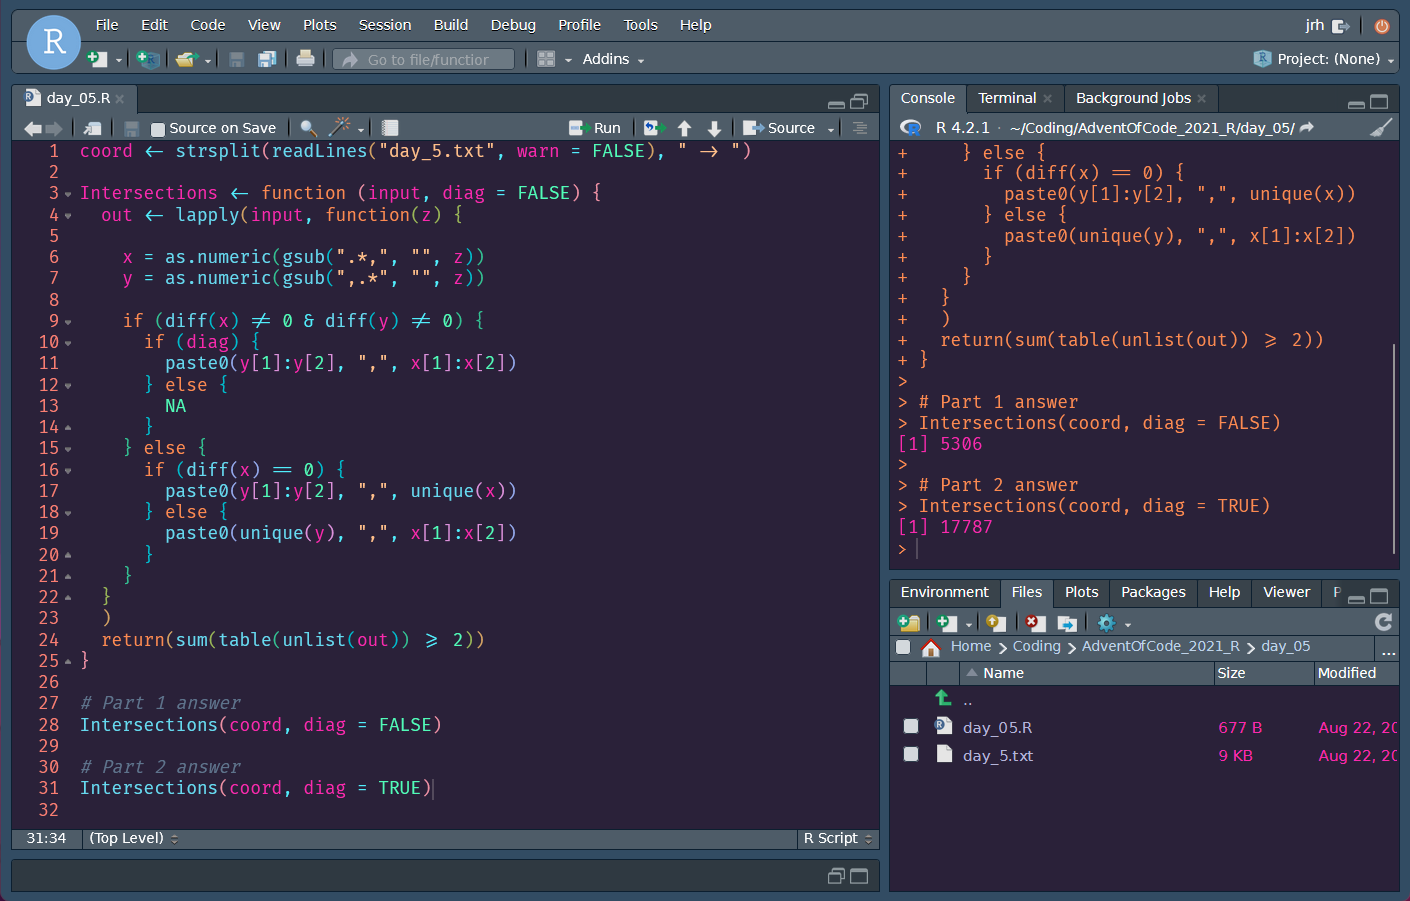 File Edit Code View Plots Session Build Debug Profile Tools Help
jrh
R
Go to file/functior
Addins
Project: (None)
day_05.R
Source on Save
Run
Source
1 coord <- strsplit(readLines("day_5.txt", warn = FALSE), " -> ")
2
3 Intersections <- function (input, diag = FALSE) {
4 out <- lapply(input, function(z) {
5
6 x = as.numeric(gsub(".*,", "", z))
7 y = as.numeric(gsub(",.*", "", z))
8
9 if (diff(x) != 0 & diff(y) != 0) {
10 if (diag) {
11 paste0(y[1]:y[2], ",", x[1]:x[2])
12 } else {
13 NA
14 }
15 } else {
16 if (diff(x) == 0) {
17 paste0(y[1]:y[2], ",", unique(x))
18 } else {
19 paste0(unique(y), ",", x[1]:x[2])
20 }
21 }
22 }
23 )
24 return(sum(table(unlist(out)) >= 2))
25 }
26
27 # Part 1 answer
28 Intersections(coord, diag = FALSE)
29
30 # Part 2 answer
31 Intersections(coord, diag = TRUE)
32
31:34 (Top Level) R Script
Console Terminal Background Jobs
R 4.2.1 · ~/Coding/AdventOfCode_2021_R/day_05/
+ } else {
+ if (diff(x) == 0) {
+ paste0(y[1]:y[2], ",", unique(x))
+ } else {
+ paste0(unique(y), ",", x[1]:x[2])
+ }
+ }
+ }
+ )
+ return(sum(table(unlist(out)) >= 2))
+ }
>
> # Part 1 answer
> Intersections(coord, diag = FALSE)
[1] 5306
>
> # Part 2 answer
> Intersections(coord, diag = TRUE)
[1] 17787
>
Environment Files Plots Packages Help Viewer P
Home Coding AdventOfCode_2021_R day_05 ...
Name Size Modified
..
day_05.R 677 B Aug 22, 20
day_5.txt 9 KB Aug 22, 20